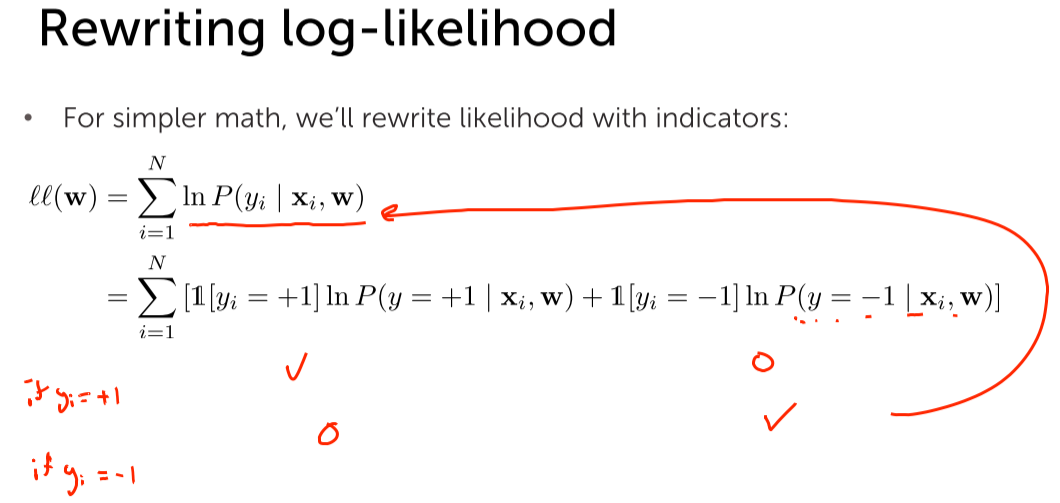 Rewriting log-likelihood
• For simpler math, we'll rewrite likelihood with indicators:
ℓℓ(w) = ∑_{i=1}^{N} ln P(y_i | x_i, w)
= ∑_{i=1}^{N} [𝟙[y_i = +1] ln P(y = +1 | x_i, w) + 𝟙[y_i = −1] ln P(y = −1 | x_i, w)]
✓ 0
if y_i = +1
0 ✓
if y_i = -1